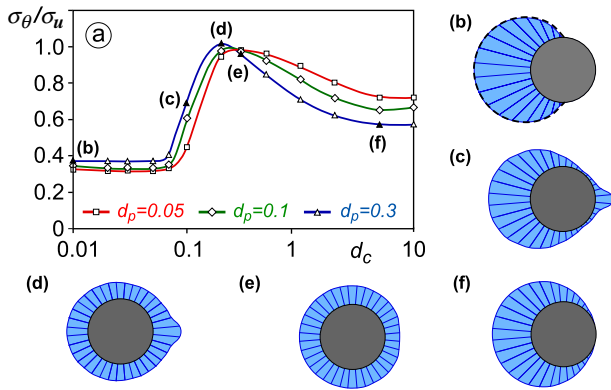 σθ/σu
a
1.0
0.8
0.6
0.4
0.2
0
0.01
0.1
1
10
dc
(b)
(c)
(d)
(e)
(f)
dp=0.05
dp=0.1
dp=0.3
(b)
(c)
(d)
(e)
(f)